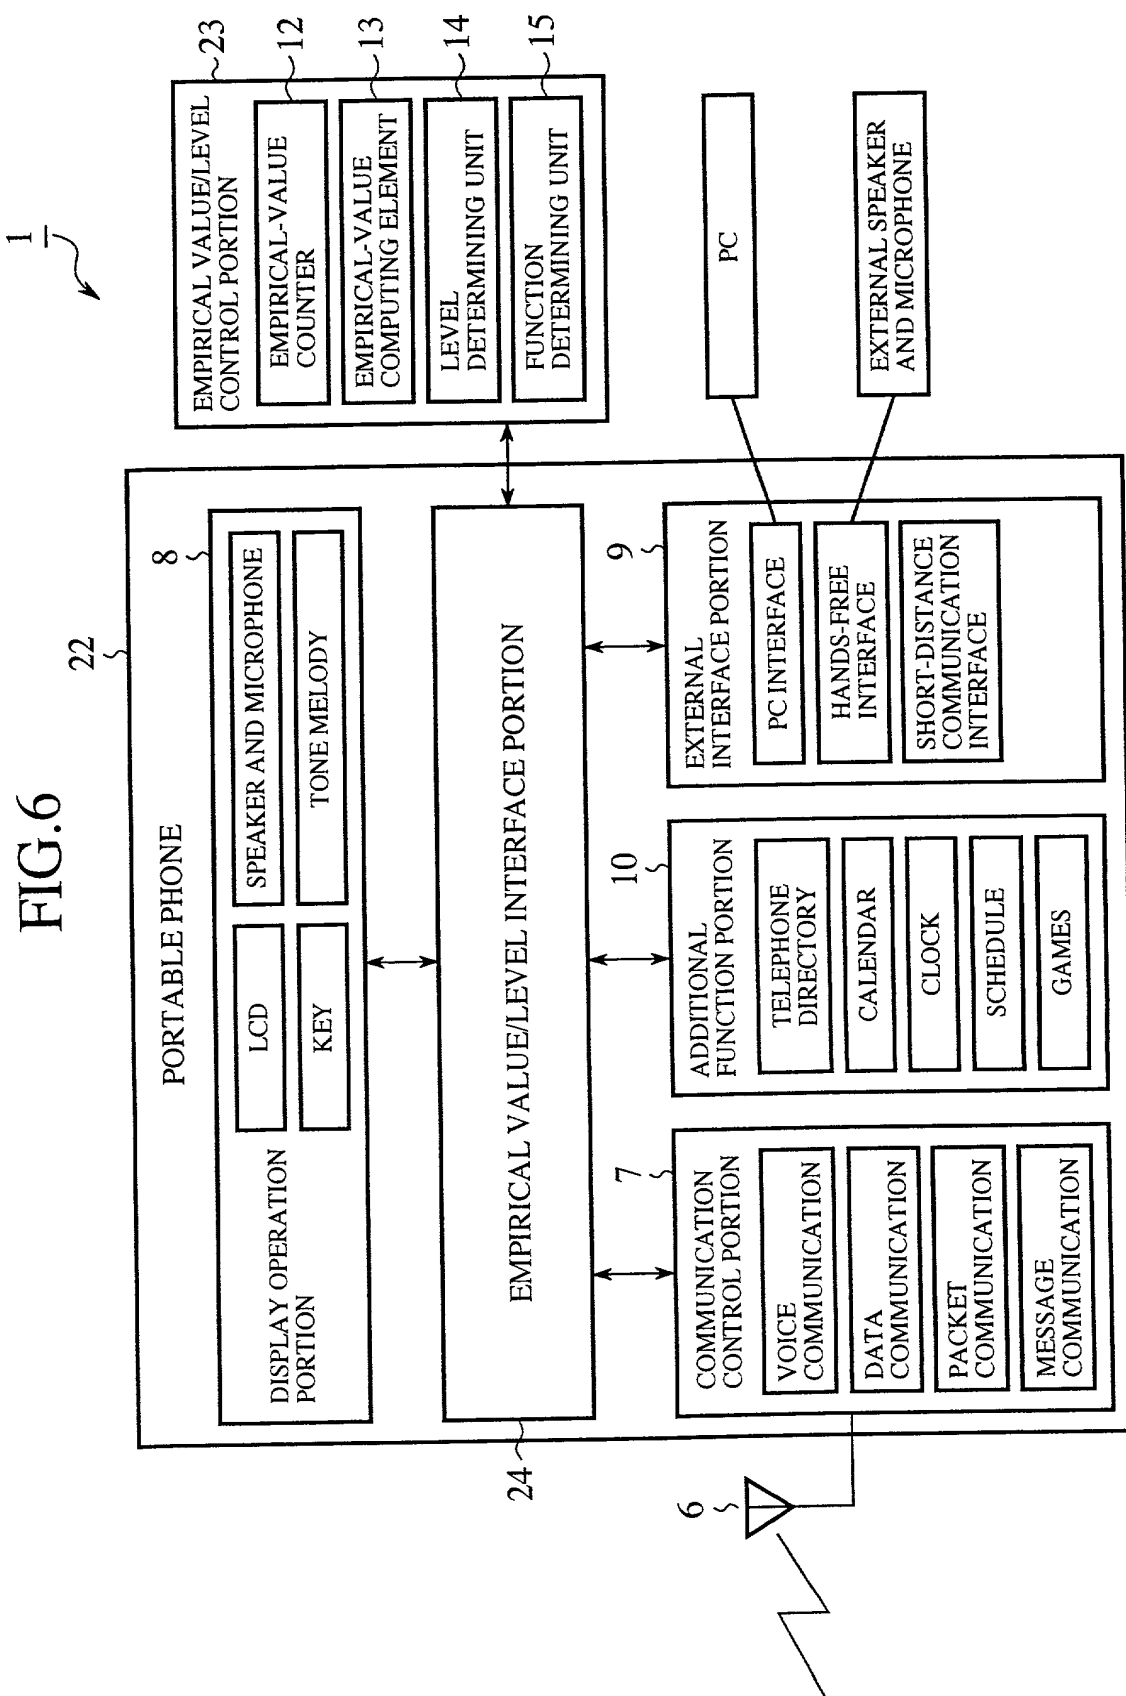 FIG.6
1
PORTABLE PHONE
22
DISPLAY OPERATION
PORTION
LCD
KEY
SPEAKER AND MICROPHONE
TONE MELODY
8
EMPIRICAL VALUE/LEVEL INTERFACE PORTION
24
EMPIRICAL VALUE/LEVEL
CONTROL PORTION
23
EMPIRICAL-VALUE
COUNTER
12
EMPIRICAL-VALUE
COMPUTING ELEMENT
13
LEVEL
DETERMINING UNIT
14
FUNCTION
DETERMINING UNIT
15
6
COMMUNICATION
CONTROL PORTION
7
VOICE
COMMUNICATION
DATA
COMMUNICATION
PACKET
COMMUNICATION
MESSAGE
COMMUNICATION
ADDITIONAL
FUNCTION PORTION
10
TELEPHONE
DIRECTORY
CALENDAR
CLOCK
SCHEDULE
GAMES
EXTERNAL
INTERFACE PORTION
9
PC INTERFACE
HANDS-FREE
INTERFACE
SHORT-DISTANCE
COMMUNICATION
INTERFACE
PC
EXTERNAL SPEAKER
AND MICROPHONE